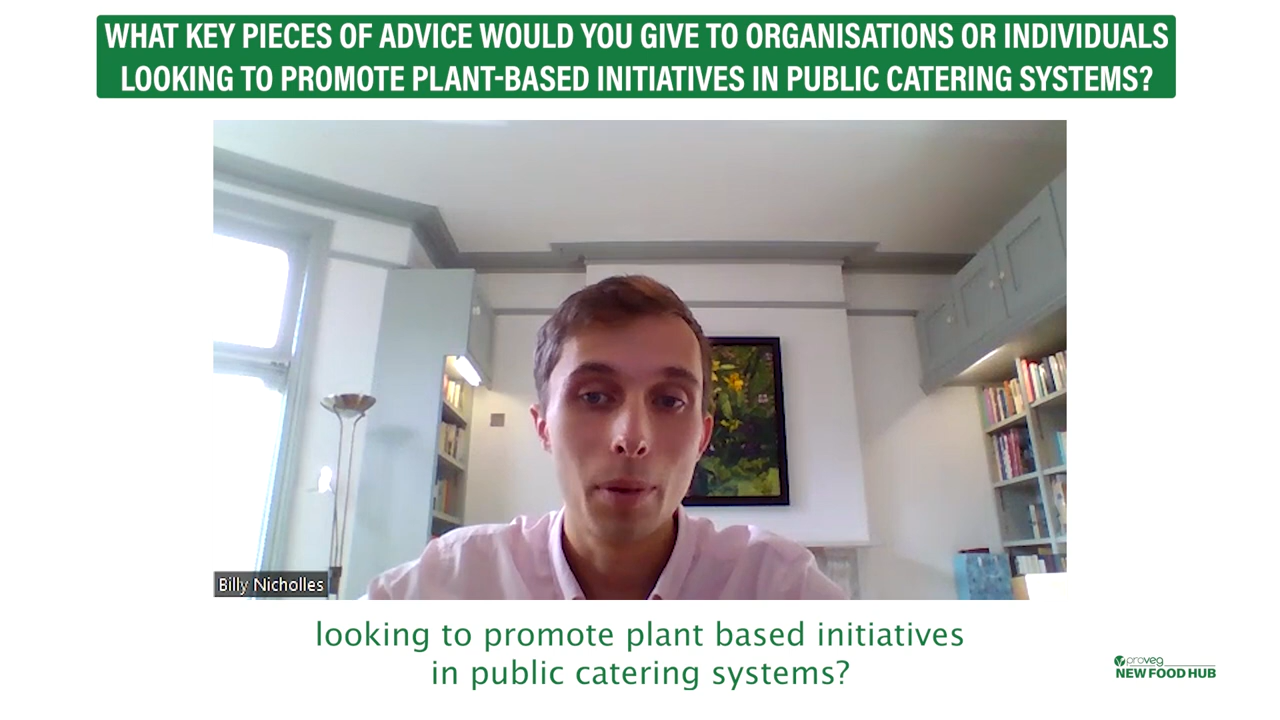 WHAT KEY PIECES OF ADVICE WOULD YOU GIVE TO ORGANISATIONS OR INDIVIDUALS
LOOKING TO PROMOTE PLANT-BASED INITIATIVES IN PUBLIC CATERING SYSTEMS?
Billy Nicholles
looking to promote plant based initiatives
in public catering systems?
proveg
NEW FOOD HUB